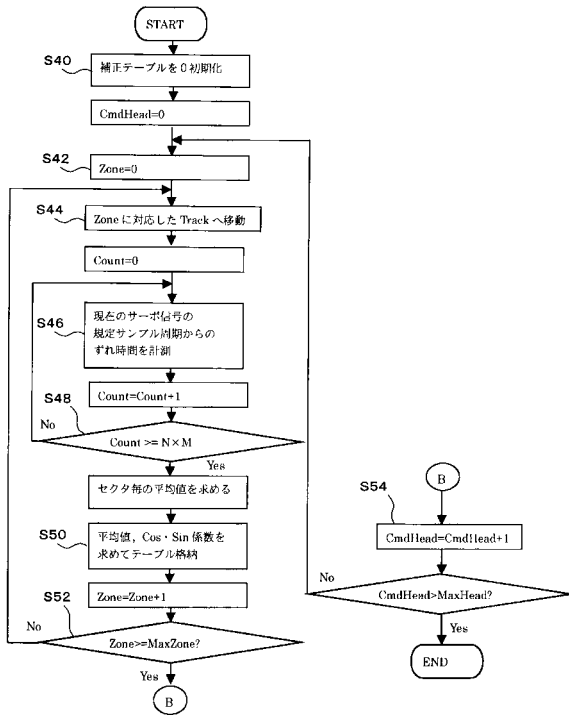 START
S40
補正テーブルを0初期化
CmdHead=0
S42
Zone=0
S44
Zoneに対応したTrackへ移動
Count=0
S46
現在のサーボ信号の
規定サンプル周期からの
ずれ時間を計測
Count=Count+1
S48
No
Count >= N×M
Yes
セクタ毎の平均値を求める
S50
平均値，Cos・Sin係数を
求めてテーブル格納
Zone=Zone+1
S52
No
Zone>=MaxZone?
Yes
B
B
S54
CmdHead=CmdHead+1
No
CmdHead>MaxHead?
Yes
END